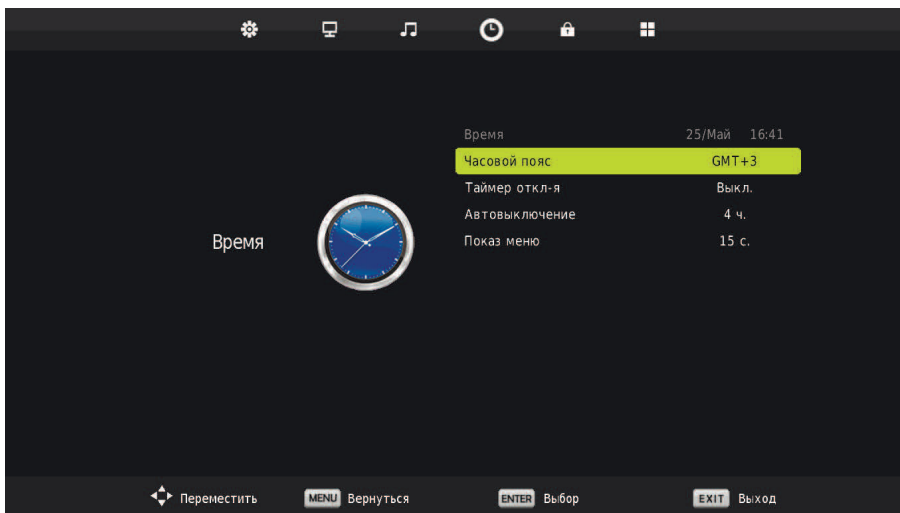 Время 25/Май 16:41
Часовой пояс GMT+3
Таймер откл-я Выкл.
Автовыключение 4 ч.
Время
Показ меню 15 с.
Переместить MENU Вернуться ENTER Выбор EXIT Выход